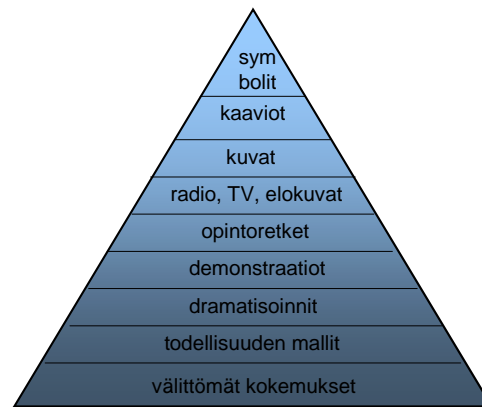 sym
bolit
kaaviot
kuvat
radio, TV, elokuvat
opintoretket
demonstraatiot
dramatisoinnit
todellisuuden mallit
välittömät kokemukset